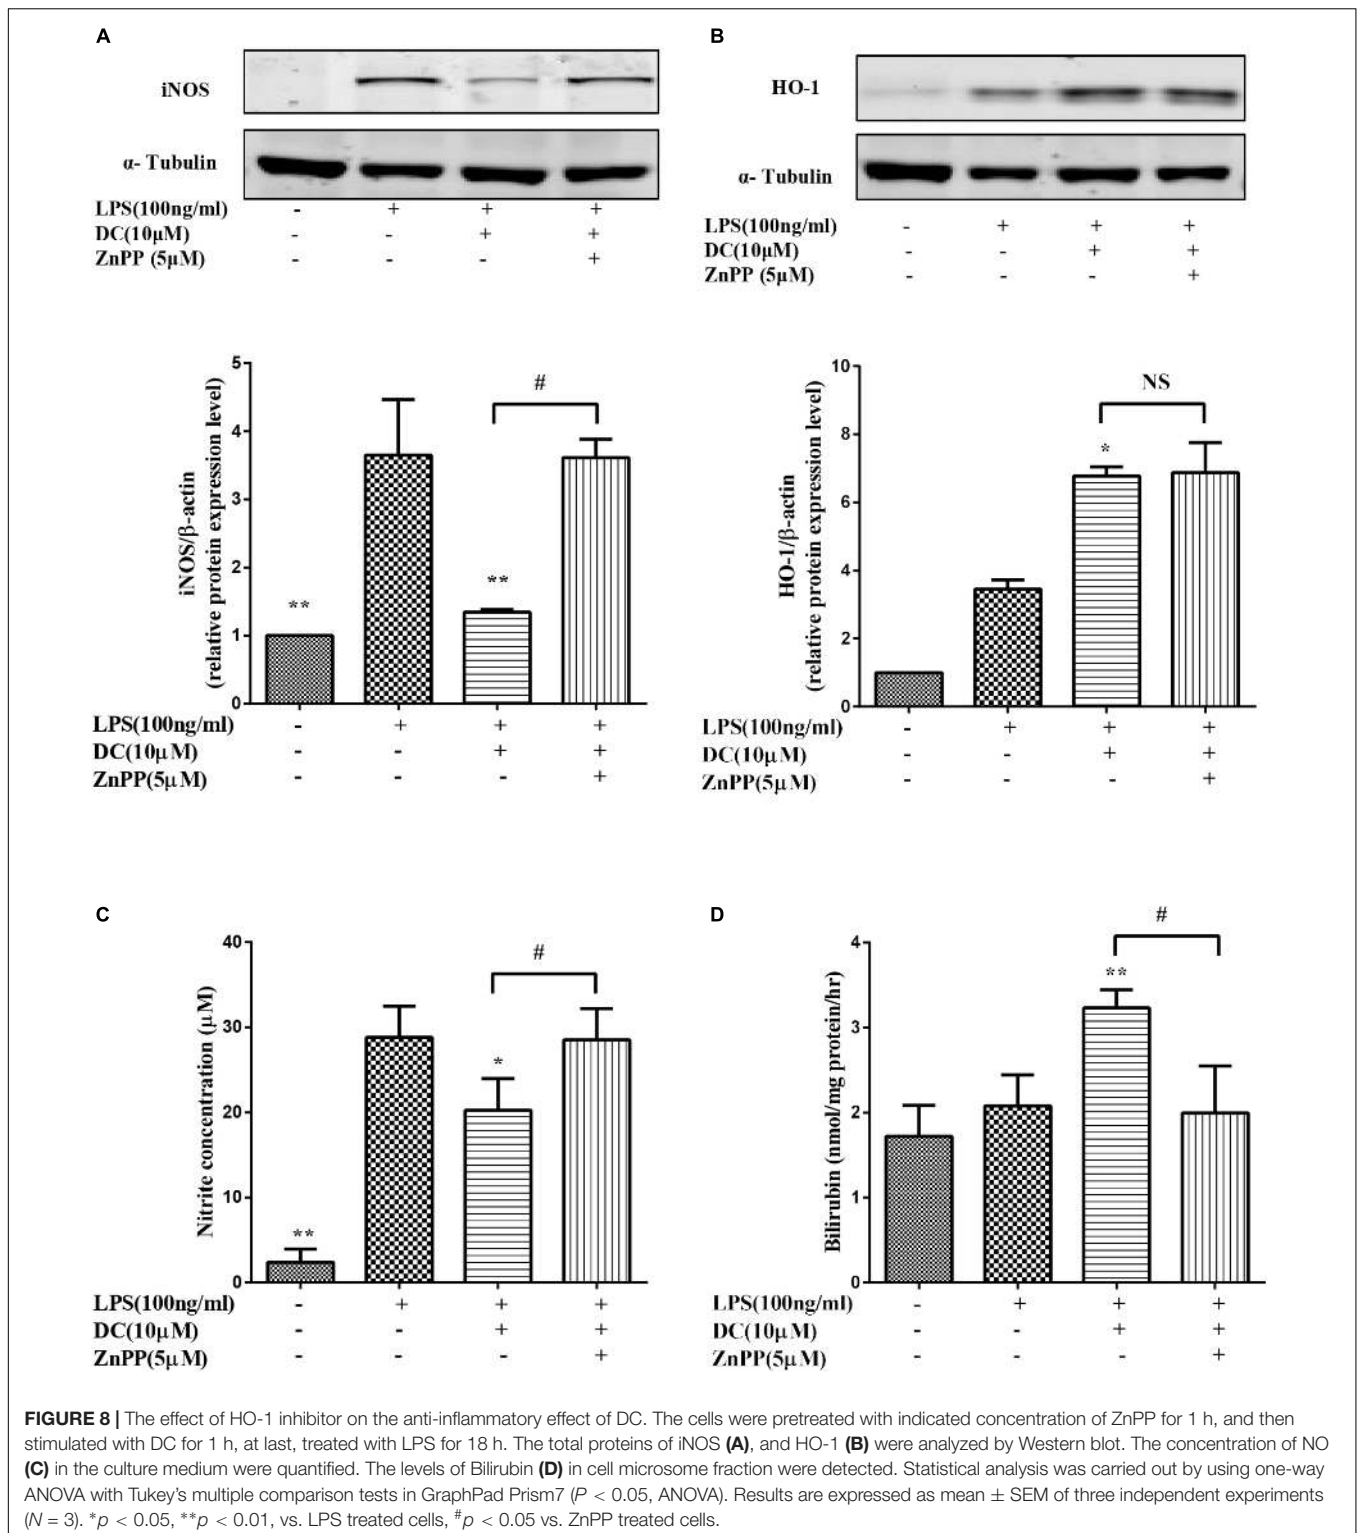 A
iNOS
α- Tubulin
LPS(100ng/ml) - + + +
DC(10μM) - - + +
ZnPP (5μM) - - - +
B
HO-1
α- Tubulin
LPS(100ng/ml) - + + +
DC(10μM) - - + +
ZnPP (5μM) - - - +
iNOS/β-actin
(relative protein expression level)
5
4
3
2
1
0
**
**
#
LPS(100ng/ml) - + + +
DC(10μM) - - + +
ZnPP(5μM) - - - +
HO-1/β-actin
(relative protein expression level)
10
8
6
4
2
0
*
NS
LPS(100ng/ml) - + + +
DC(10μM) - - + +
ZnPP(5μM) - - - +
C
Nitrite concentration (μM)
40
30
20
10
0
**
*
#
LPS(100ng/ml) - + + +
DC(10μM) - - + +
ZnPP(5μM) - - - +
D
Bilirubin (nmol/mg protein/hr)
4
3
2
1
0
**
#
LPS(100ng/ml) - + + +
DC(10μM) - - + +
ZnPP(5μM) - - - +
FIGURE 8 | The effect of HO-1 inhibitor on the anti-inflammatory effect of DC. The cells were pretreated with indicated concentration of ZnPP for 1 h, and then
stimulated with DC for 1 h, at last, treated with LPS for 18 h. The total proteins of iNOS (A), and HO-1 (B) were analyzed by Western blot. The concentration of NO
(C) in the culture medium were quantified. The levels of Bilirubin (D) in cell microsome fraction were detected. Statistical analysis was carried out by using one-way
ANOVA with Tukey's multiple comparison tests in GraphPad Prism7 (P < 0.05, ANOVA). Results are expressed as mean ± SEM of three independent experiments
(N = 3). *p < 0.05, **p < 0.01, vs. LPS treated cells, #p < 0.05 vs. ZnPP treated cells.